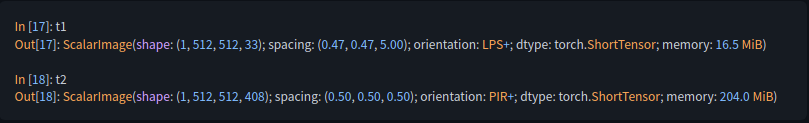 In [17]: t1
Out[17]: ScalarImage(shape: (1, 512, 512, 33); spacing: (0.47, 0.47, 5.00); orientation: LPS+; dtype: torch.ShortTensor; memory: 16.5 MiB)
In [18]: t2
Out[18]: ScalarImage(shape: (1, 512, 512, 408); spacing: (0.50, 0.50, 0.50); orientation: PIR+; dtype: torch.ShortTensor; memory: 204.0 MiB)